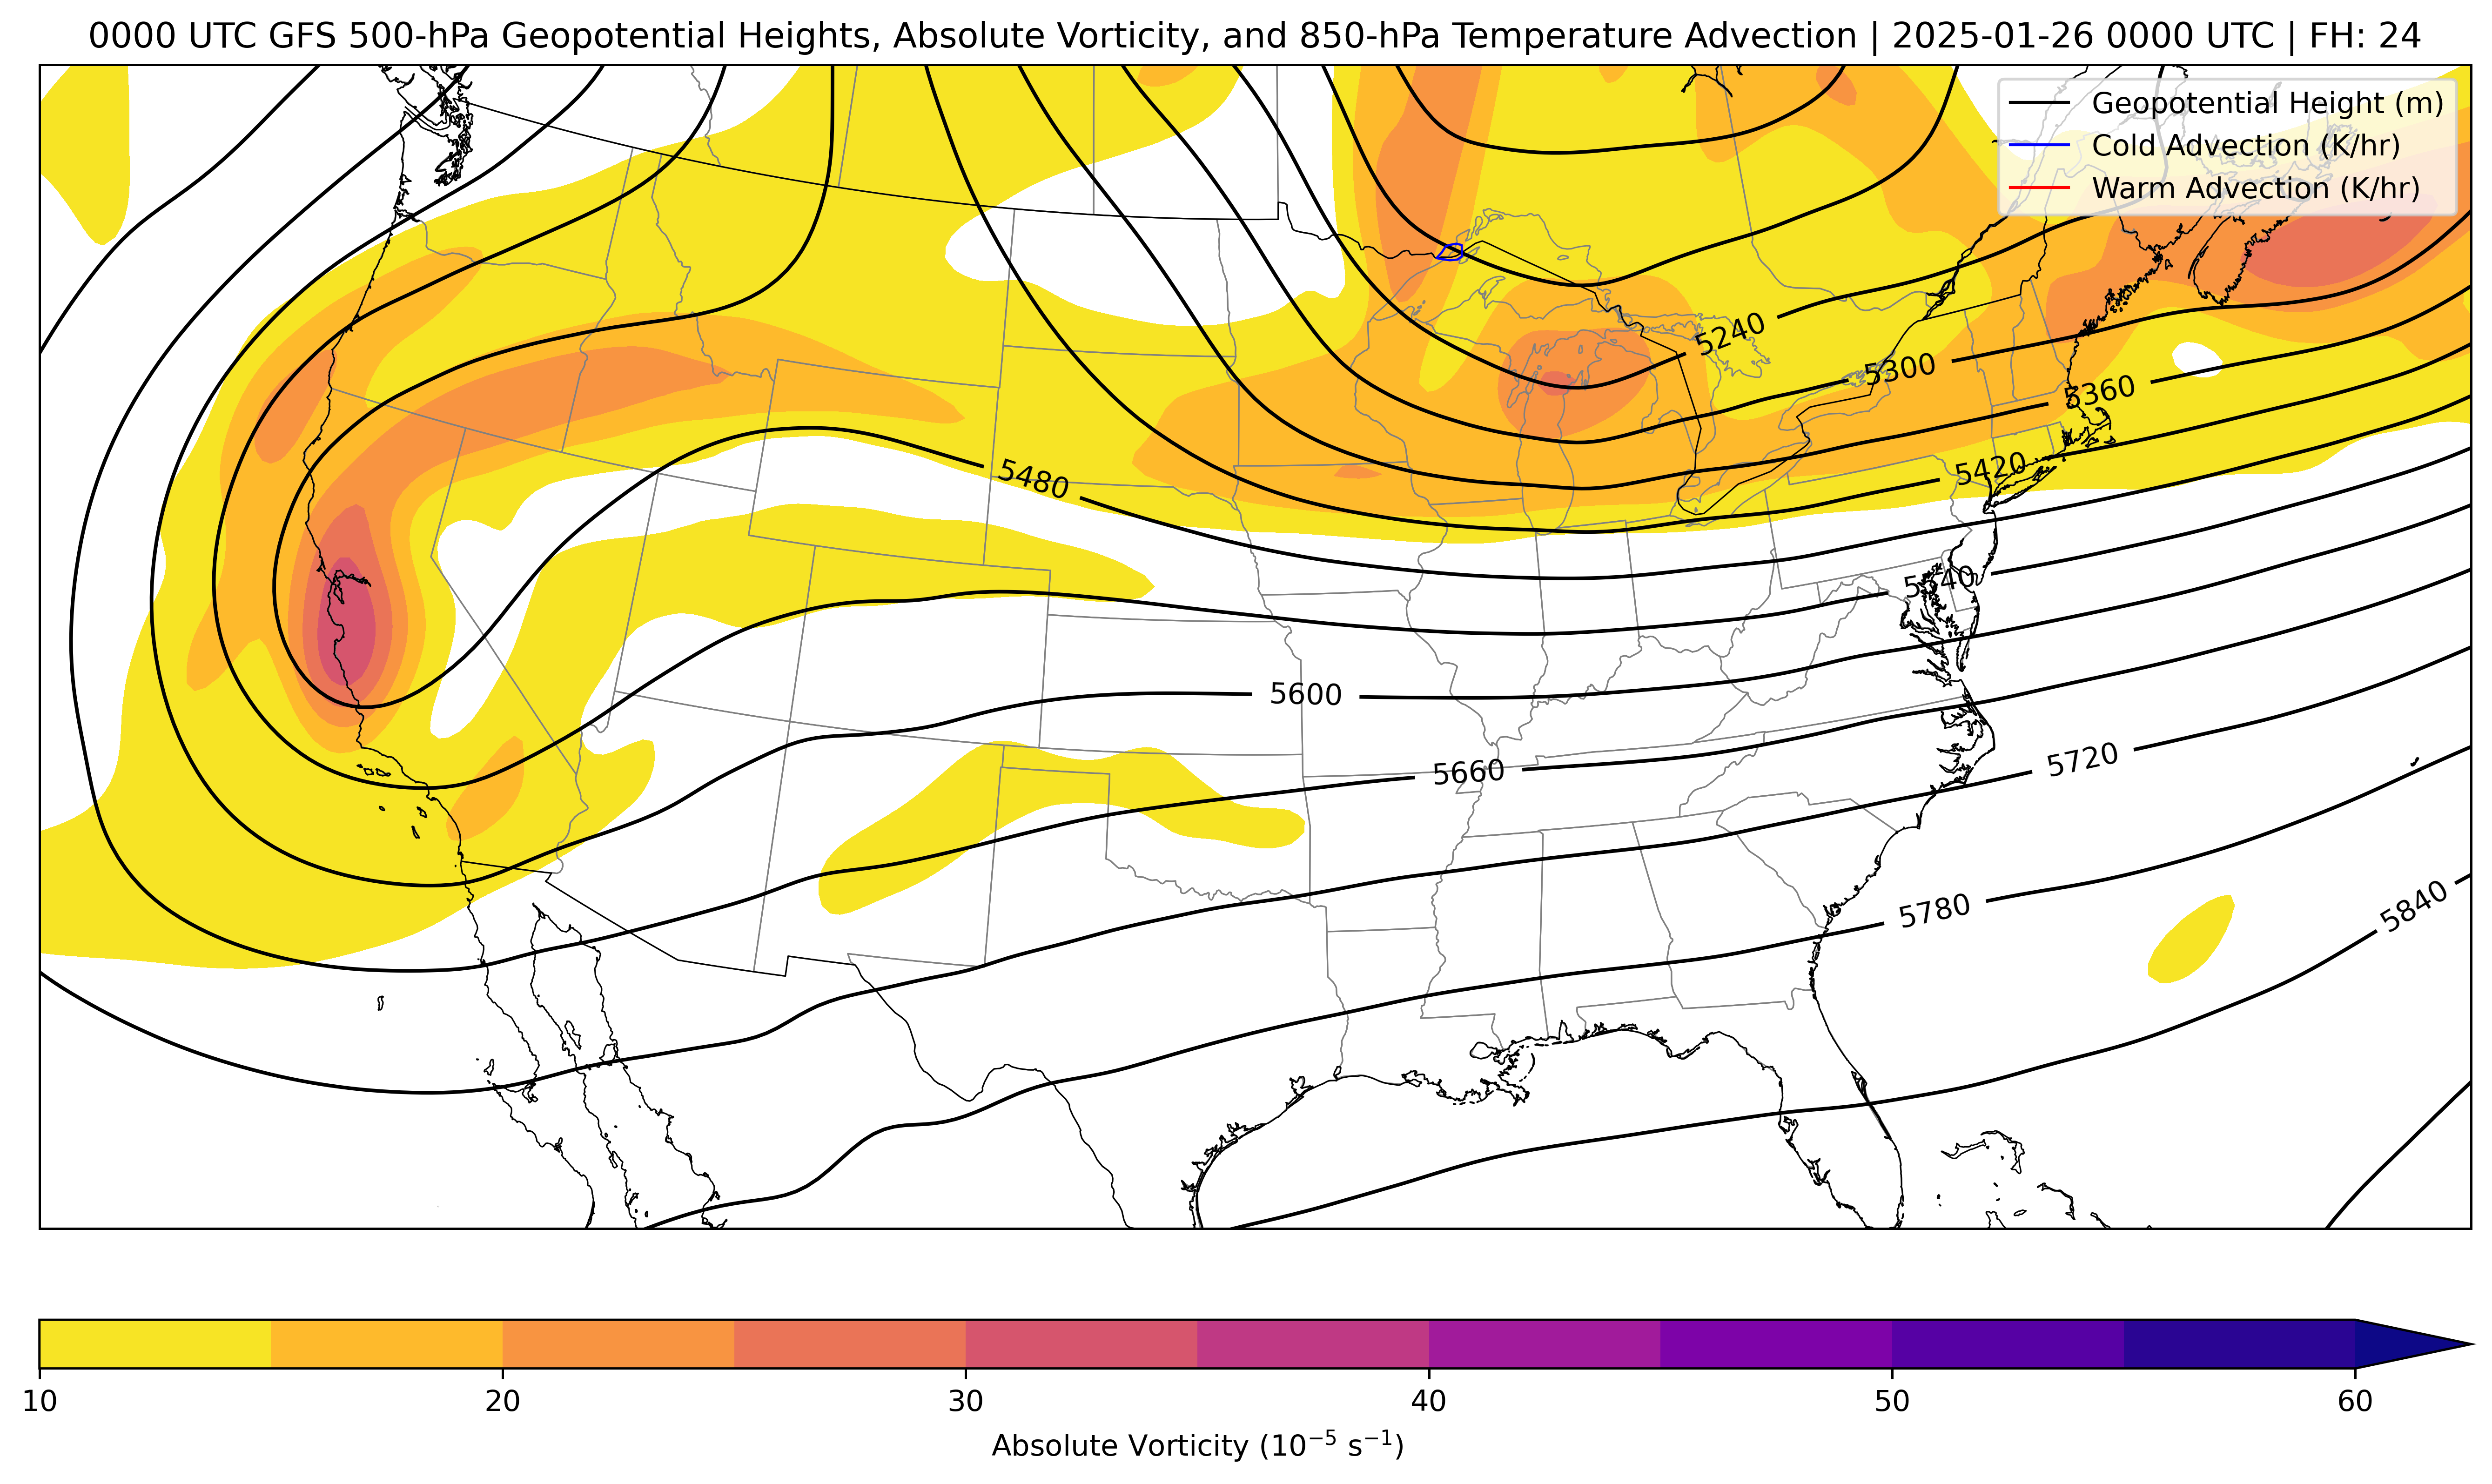 0000 UTC GFS 500-hPa Geopotential Heights, Absolute Vorticity, and 850-hPa Temperature Advection | 2025-01-26 0000 UTC | FH: 24
Geopotential Height (m)
Cold Advection (K/hr)
Warm Advection (K/hr)
5240
5300
5360
5420
5480
5540
5600
5660
5720
5780
5840
10 20 30 40 50 60
Absolute Vorticity (10⁻⁵ s⁻¹)